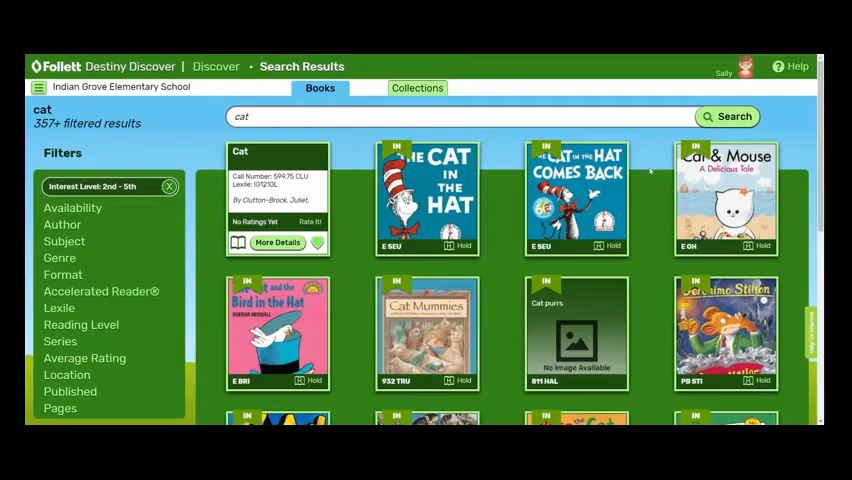 Follett Destiny Discover | Discover • Search Results
Sally
Help
Indian Grove Elementary School
Books
Collections
cat
357+ filtered results
cat
Search
Filters
Interest Level: 2nd - 5th X
Availability
Author
Subject
Genre
Format
Accelerated Reader®
Lexile
Reading Level
Series
Average Rating
Location
Published
Pages
Cat
Call Number: 599.75 CLU
Lexile: IG1210L
By Clutton-Brock, Juliet.
No Ratings Yet Rate It!
More Details
IN
THE CAT
IN
THE
HAT
E SEU H Hold
IN
THE CAT IN THE HAT
COMES BACK
E SEU H Hold
IN
Cat & Mouse
A Delicious Tale
E OH H Hold
IN
and the
Bird in the Hat
E BRI H Hold
IN
Cat Mummies
932 TRU H Hold
IN
Cat purrs
No Image Available
811 HAL
IN
Geronimo Stilton
PB STI H Hold
IN
IN
IN
IN
Help Us Improve